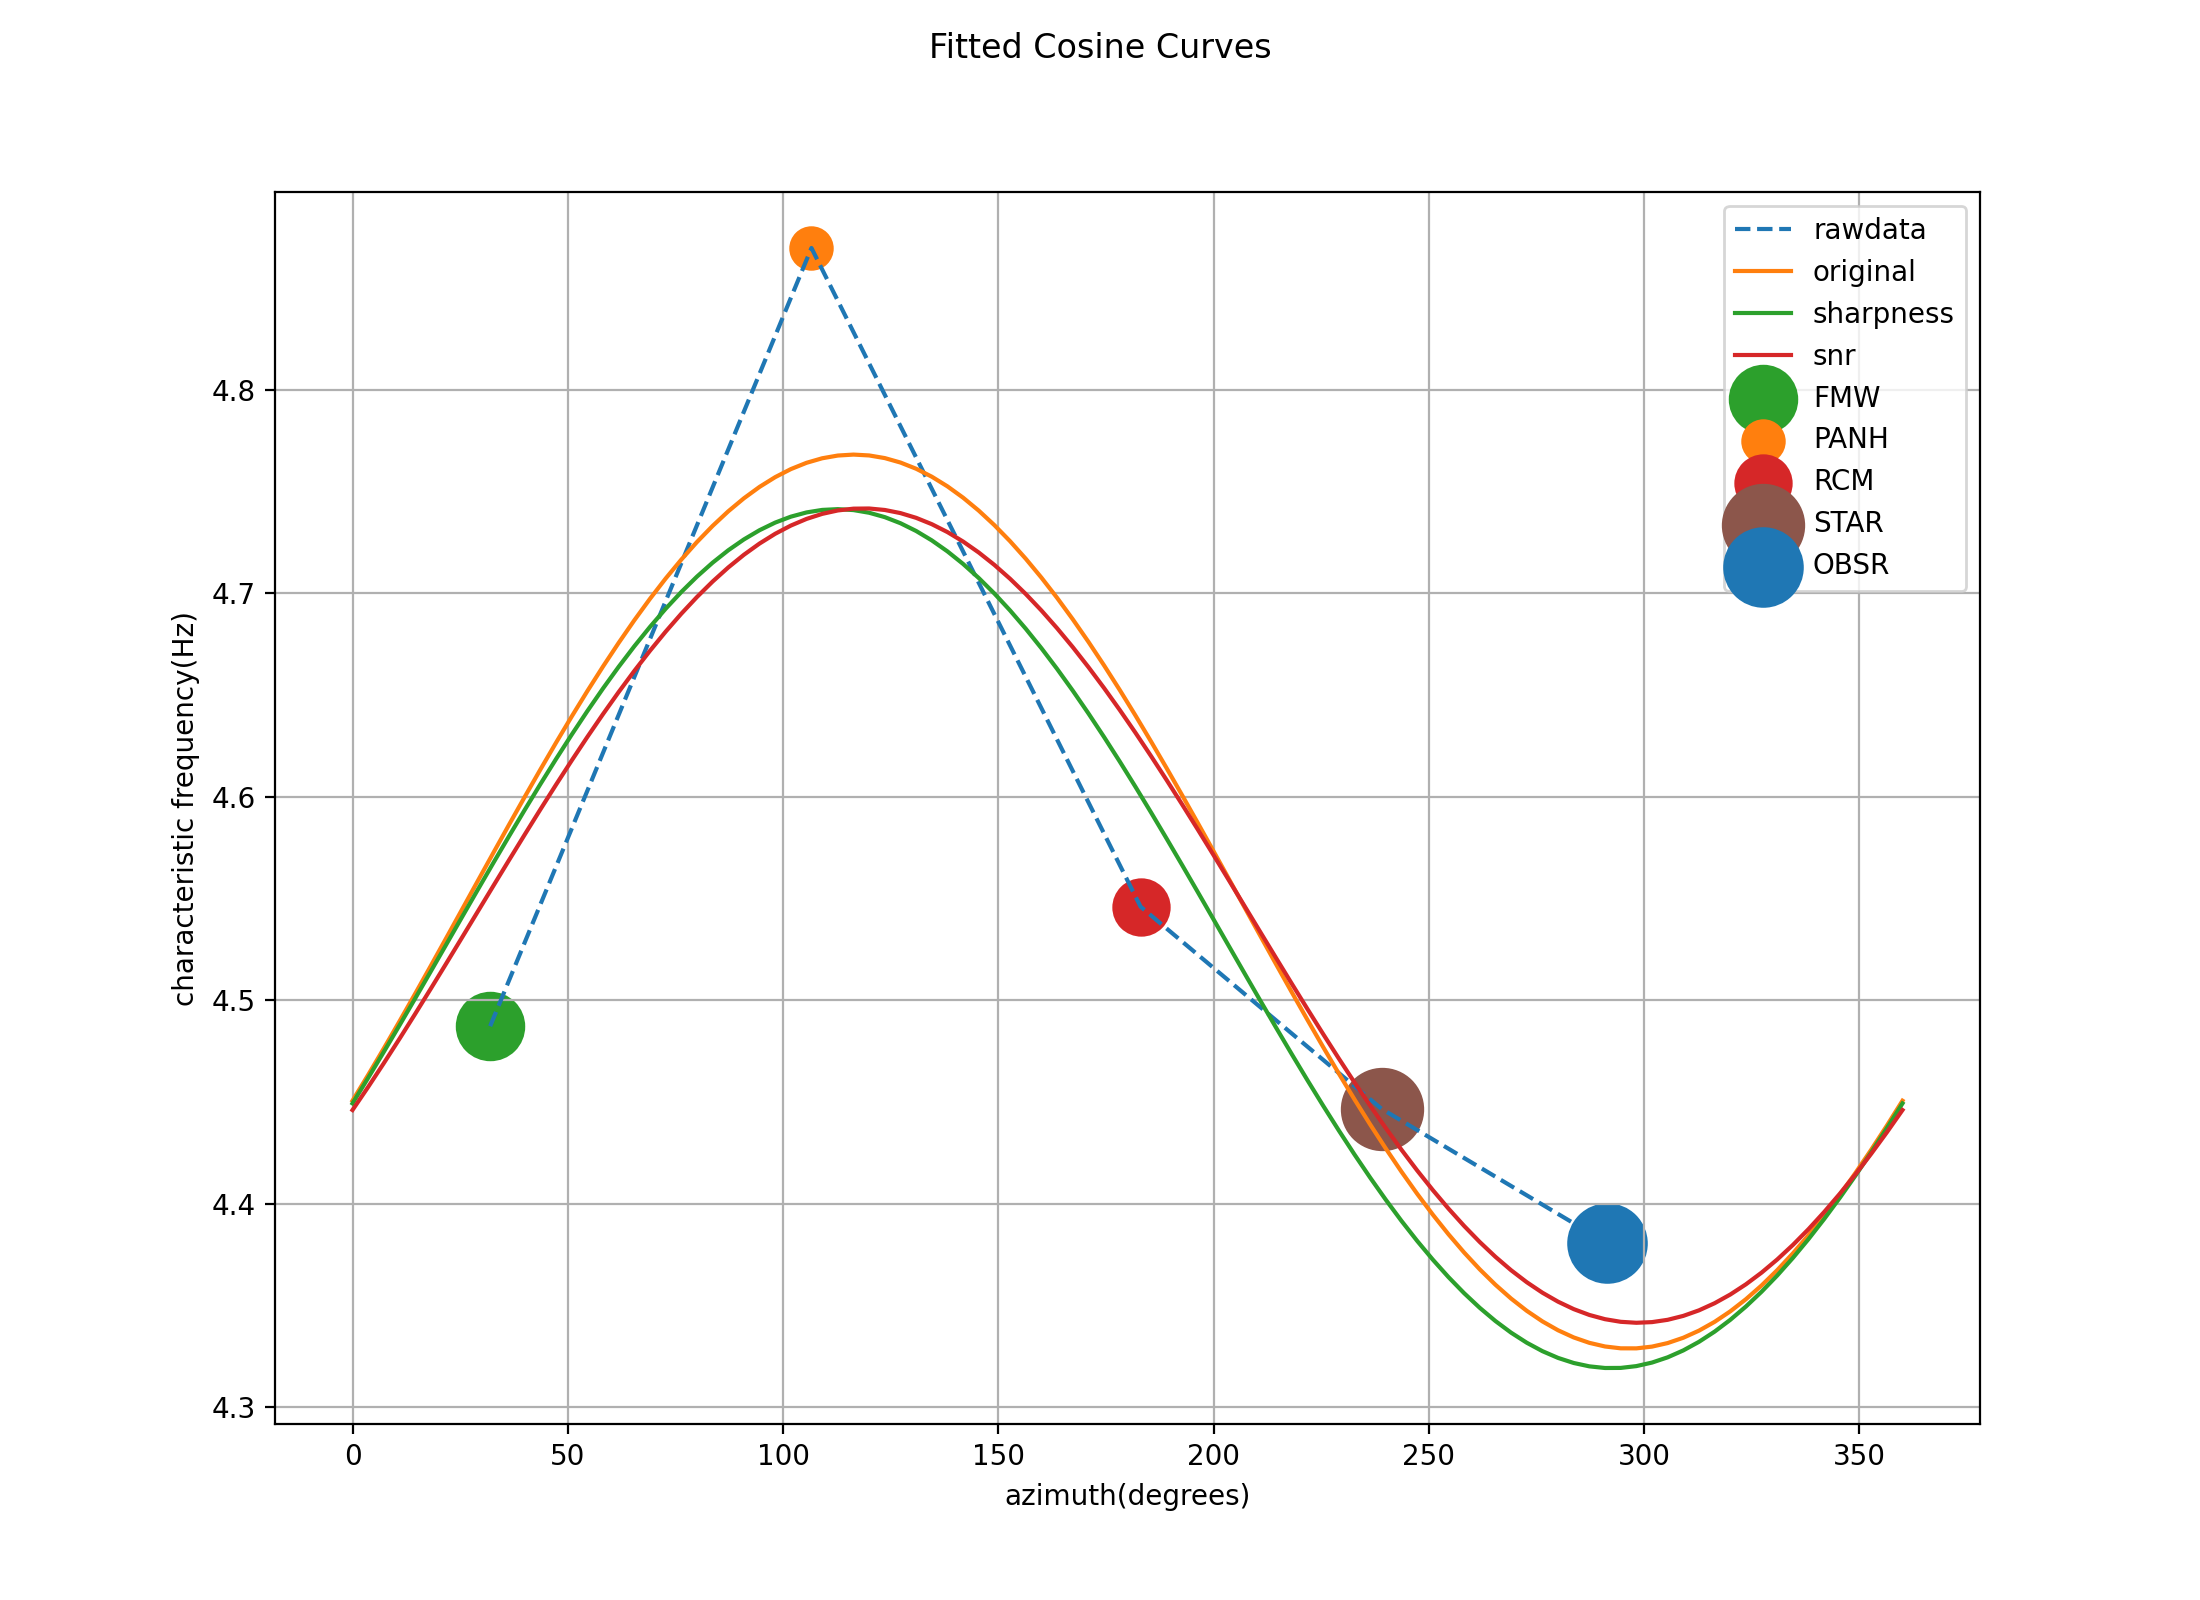 Fitted Cosine Curves
rawdata
original
sharpness
snr
FMW
PANH
RCM
STAR
OBSR
4.8
4.7
4.6
4.5
4.4
4.3
characteristic frequency(Hz)
0 50 100 150 200 250 300 350
azimuth(degrees)